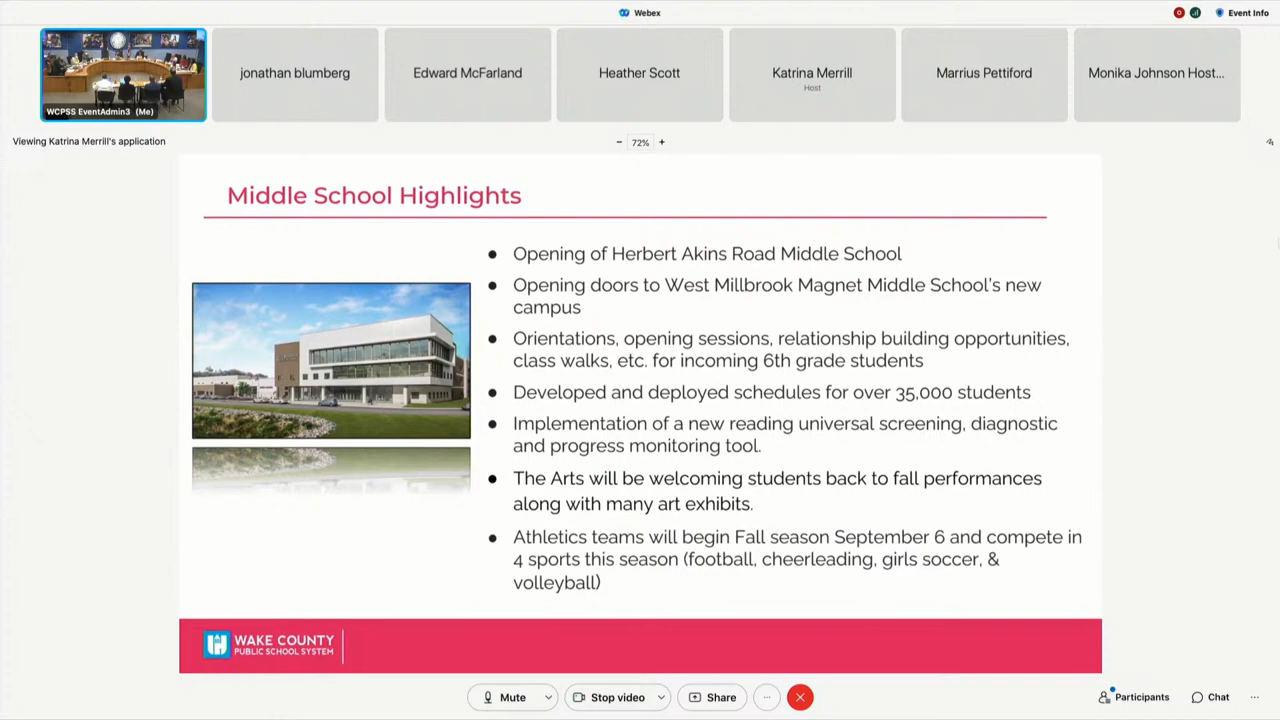 Webex
Event Info
WCPSS EventAdmin3 (Me)
jonathan blumberg
Edward McFarland
Heather Scott
Katrina Merrill
Host
Marrius Pettiford
Monika Johnson Host...
Viewing Katrina Merrill's application
− 72% +
Middle School Highlights
● Opening of Herbert Akins Road Middle School
● Opening doors to West Millbrook Magnet Middle School's new
campus
● Orientations, opening sessions, relationship building opportunities,
class walks, etc. for incoming 6th grade students
● Developed and deployed schedules for over 35,000 students
● Implementation of a new reading universal screening, diagnostic
and progress monitoring tool.
● The Arts will be welcoming students back to fall performances
along with many art exhibits.
● Athletics teams will begin Fall season September 6 and compete in
4 sports this season (football, cheerleading, girls soccer, &
volleyball)
WAKE COUNTY
PUBLIC SCHOOL SYSTEM
Mute
Stop video
Share
Participants
Chat